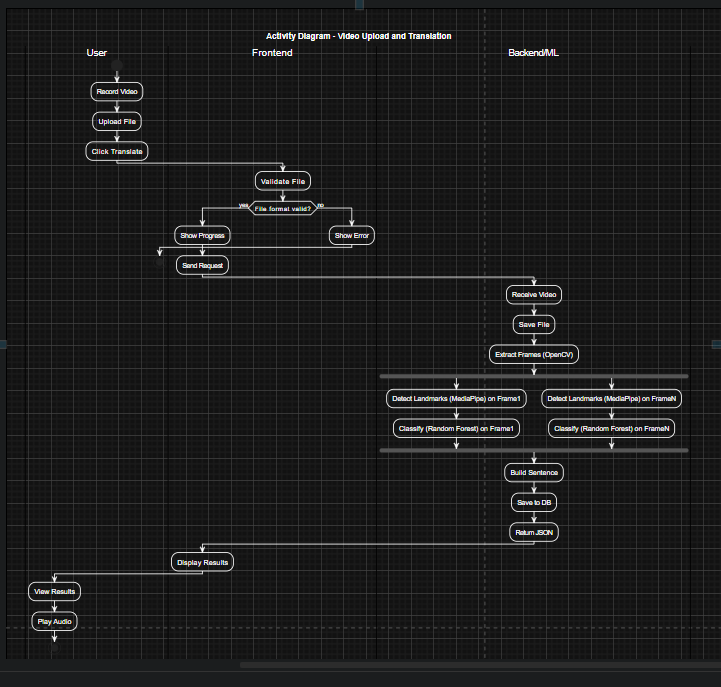 Activity Diagram - Video Upload and Translation
User
Frontend
Backend/ML
Record Video
Upload File
Click Translate
Validate File
yes
File format valid?
no
Show Progress
Show Error
Send Request
Receive Video
Save File
Extract Frames (OpenCV)
Detect Landmarks (MediaPipe) on Frame1
Detect Landmarks (MediaPipe) on FrameN
Classify (Random Forest) on Frame1
Classify (Random Forest) on FrameN
Build Sentence
Save to DB
Return JSON
Display Results
View Results
Play Audio